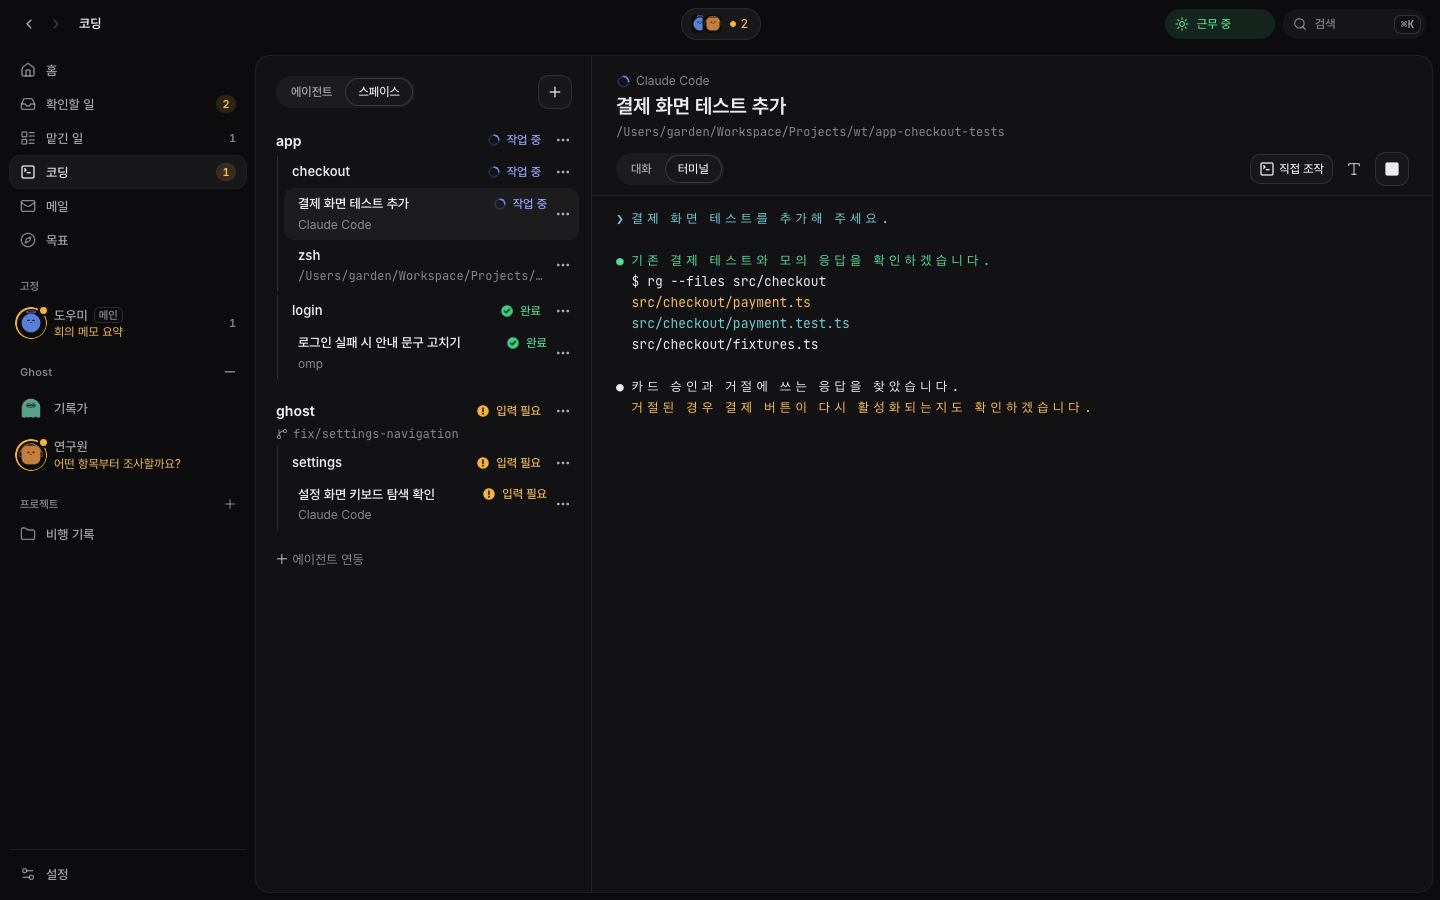 코딩
2
근무 중
검색
⌘K
홈
확인할 일
2
맡긴 일
1
코딩
1
메일
목표
고정
도우미
메인
회의 메모 요약
1
Ghost
기록가
연구원
어떤 항목부터 조사할까요?
프로젝트
비행 기록
설정
에이전트
스페이스
app
작업 중
checkout
작업 중
결제 화면 테스트 추가
작업 중
Claude Code
zsh
/Users/garden/Workspace/Projects/…
login
완료
로그인 실패 시 안내 문구 고치기
완료
omp
ghost
입력 필요
fix/settings-navigation
settings
입력 필요
설정 화면 키보드 탐색 확인
입력 필요
Claude Code
에이전트 연동
Claude Code
결제 화면 테스트 추가
/Users/garden/Workspace/Projects/wt/app-checkout-tests
대화
터미널
직접 조작
❯ 결제 화면 테스트를 추가해 주세요.
● 기존 결제 테스트와 모의 응답을 확인하겠습니다.
$ rg --files src/checkout
src/checkout/payment.ts
src/checkout/payment.test.ts
src/checkout/fixtures.ts
● 카드 승인과 거절에 쓰는 응답을 찾았습니다.
거절된 경우 결제 버튼이 다시 활성화되는지도 확인하겠습니다.